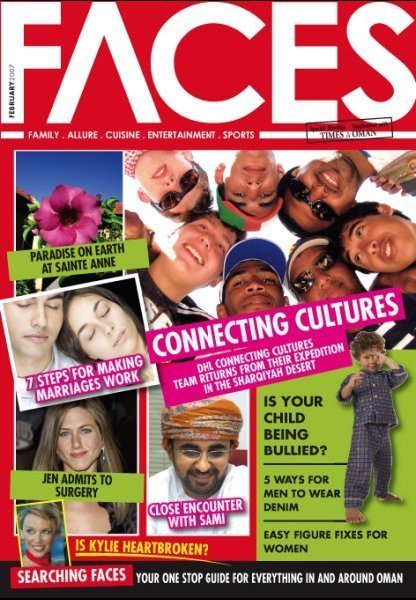 FACES
FEBRUARY 2007
FAMILY . ALLURE . CUISINE . ENTERTAINMENT . SPORTS
TIMES OF OMAN
PARADISE ON EARTH
AT SAINTE ANNE
CONNECTING CULTURES
DHL CONNECTING CULTURES
TEAM RETURNS FROM THEIR EXPEDITION
IN THE SHARQIYAH DESERT
7 STEPS FOR MAKING
MARRIAGES WORK
JEN ADMITS TO
SURGERY
CLOSE ENCOUNTER
WITH SAMI
IS YOUR
CHILD
BEING
BULLIED?
5 WAYS FOR
MEN TO WEAR
DENIM
EASY FIGURE FIXES FOR
WOMEN
IS KYLIE HEARTBROKEN?
SEARCHING FACES YOUR ONE STOP GUIDE FOR EVERYTHING IN AND AROUND OMAN